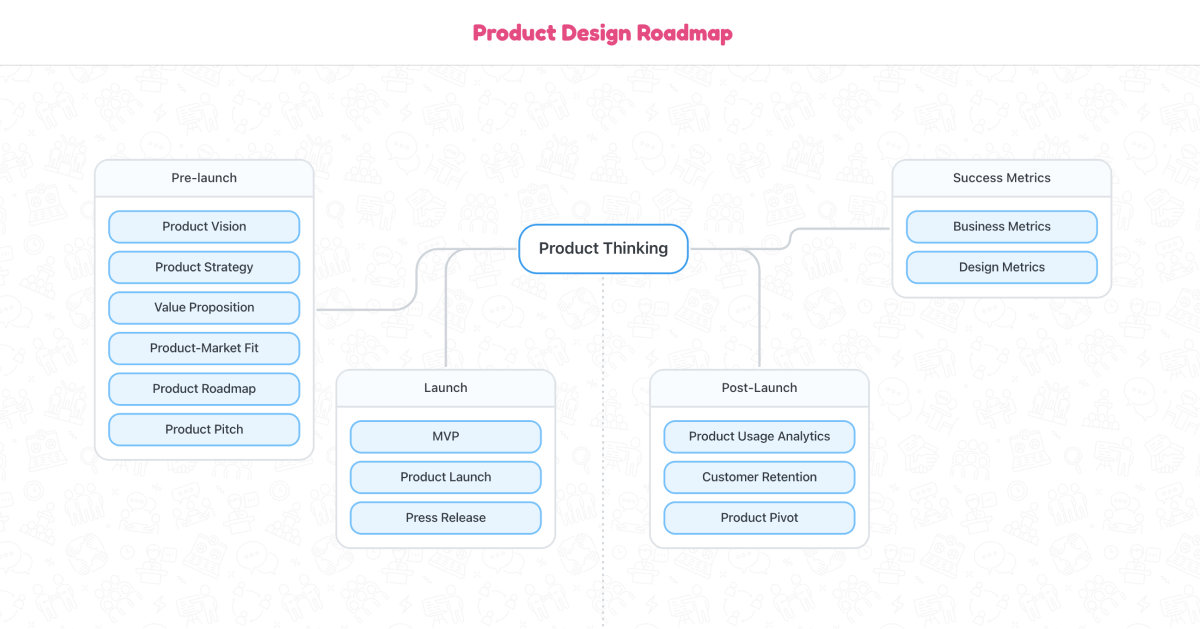 Product Design Roadmap
Product Thinking
Pre-launch
Product Vision
Product Strategy
Value Proposition
Product-Market Fit
Product Roadmap
Product Pitch
Launch
MVP
Product Launch
Press Release
Post-Launch
Product Usage Analytics
Customer Retention
Product Pivot
Success Metrics
Business Metrics
Design Metrics